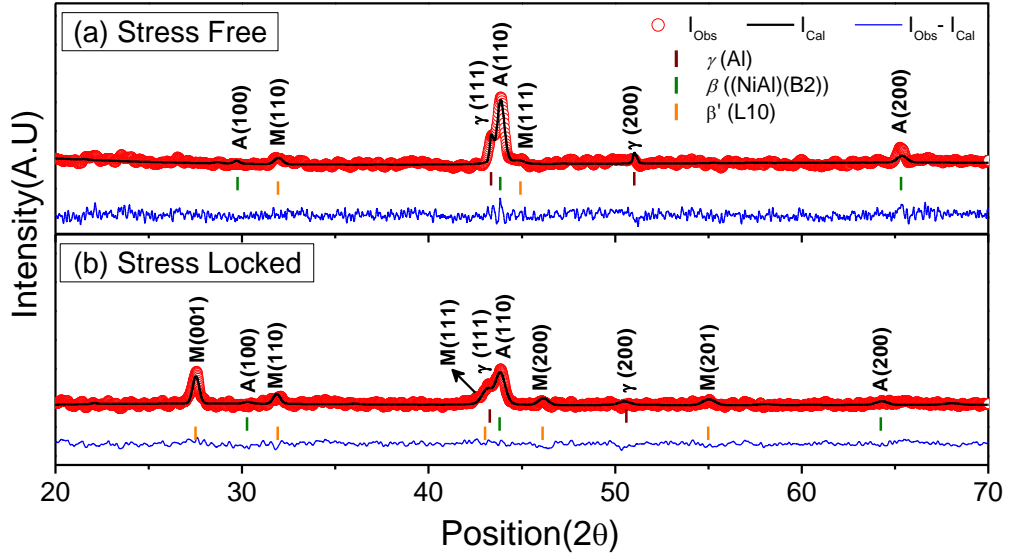 (a) Stress Free
I_Obs I_Cal I_Obs- I_Cal
γ (Al)
β ((NiAl)(B2))
β' (L10)
A(100)
M(110)
γ (111)
A(110)
M(111)
γ (200)
A(200)
(b) Stress Locked
M(001)
A(100)
M(110)
M(111)
γ (111)
A(110)
M(200)
γ (200)
M(201)
A(200)
Intensity(A.U)
20 30 40 50 60 70
Position(2θ)